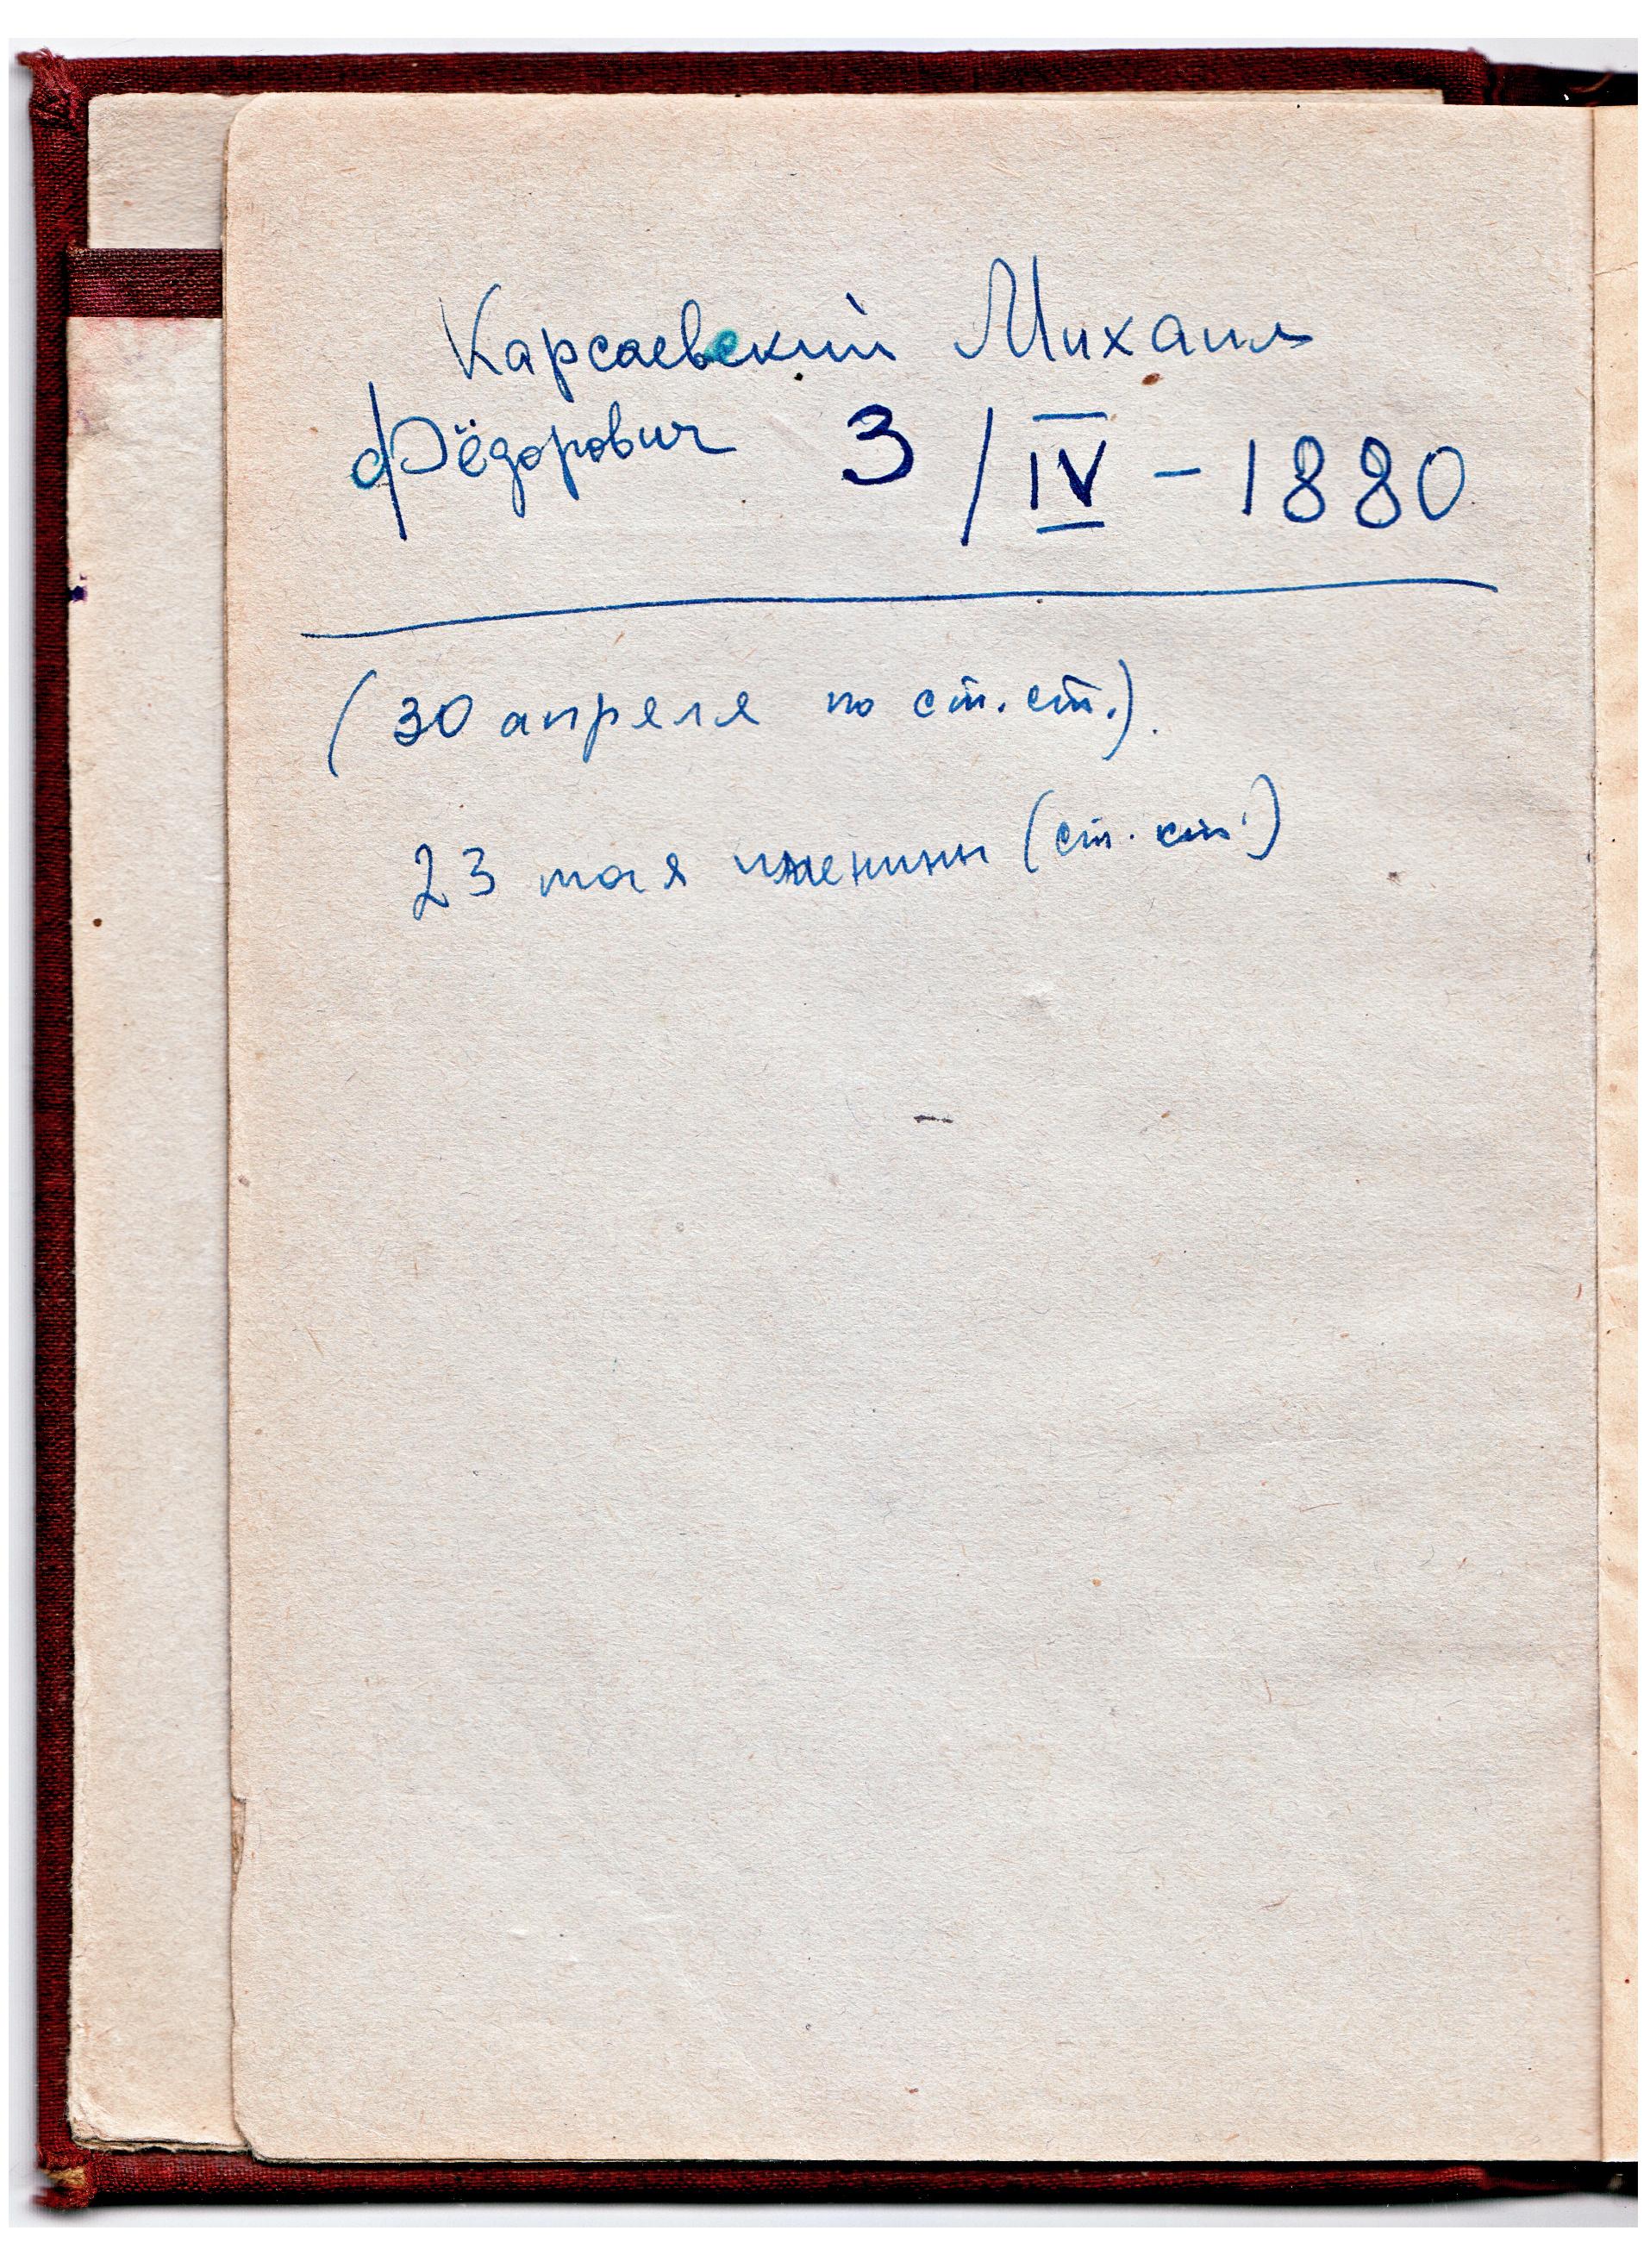 Карсаевский Михаил
Фёдорович 3/IV-1880
(30 апреля по ст. ст.).
23 мая именины (ст. ст.)